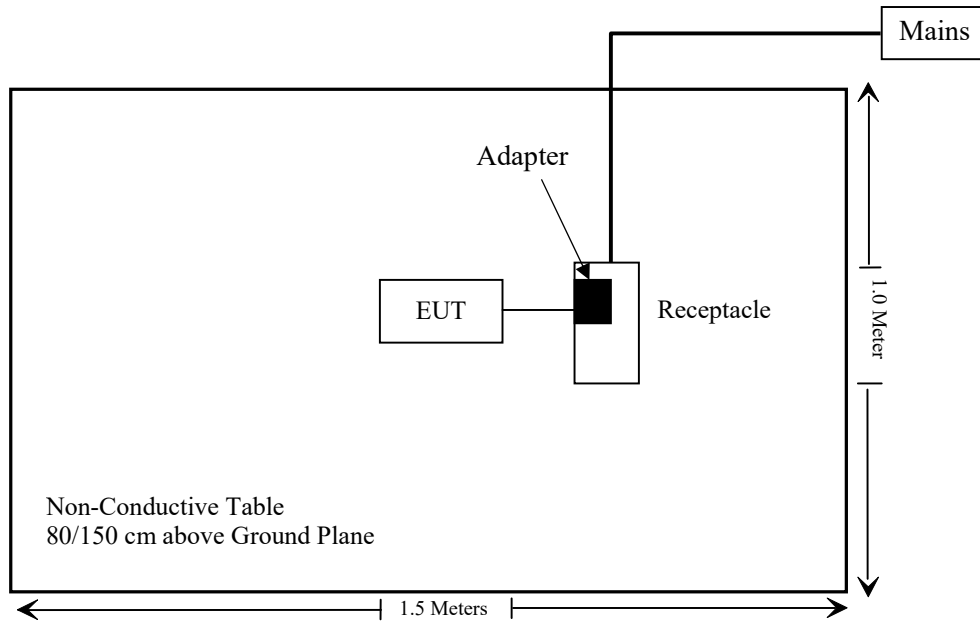 Mains
Adapter
EUT
Receptacle
1.0 Meter
Non-Conductive Table
80/150 cm above Ground Plane
1.5 Meters